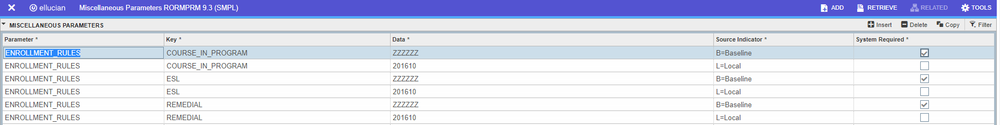 ✕ ellucian Miscellaneous Parameters RORMPRM 9.3 (SMPL) ADD RETRIEVE RELATED TOOLS
MISCELLANEOUS PARAMETERS Insert Delete Copy Filter
Parameter * Key * Data * Source Indicator * System Required *
ENROLLMENT_RULES COURSE_IN_PROGRAM ZZZZZZ B=Baseline
ENROLLMENT_RULES COURSE_IN_PROGRAM 201610 L=Local
ENROLLMENT_RULES ESL ZZZZZZ B=Baseline
ENROLLMENT_RULES ESL 201610 L=Local
ENROLLMENT_RULES REMEDIAL ZZZZZZ B=Baseline
ENROLLMENT_RULES REMEDIAL 201610 L=Local